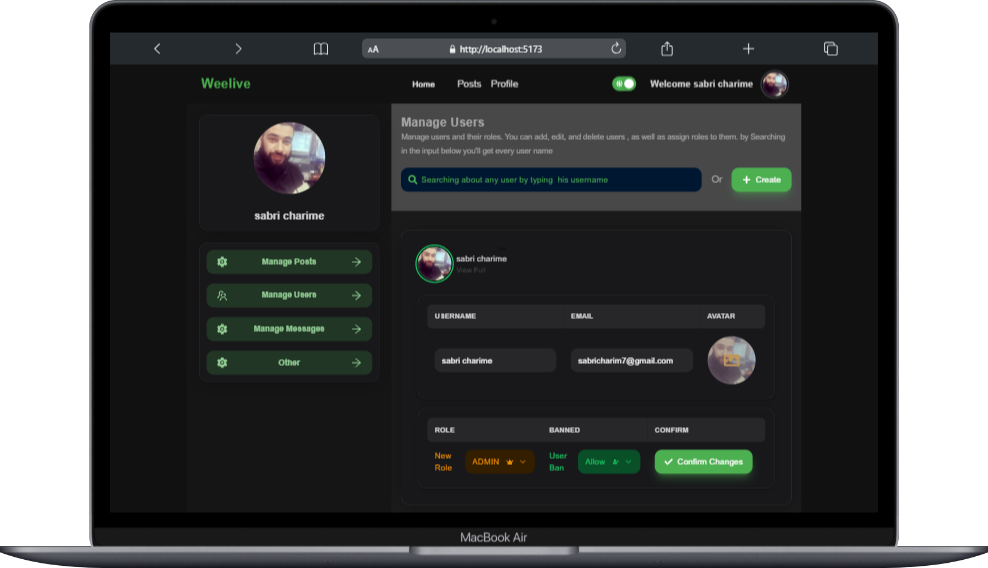 AA
http://localhost:5173
Weelive
Home Posts Profile
Welcome sabri charime
sabri charime
Manage Posts
Manage Users
Manage Messages
Other
Manage Users
Manage users and their roles. You can add, edit, and delete users , as well as assign roles to them. by Searching
in the input below you'll get every user name
Searching about any user by typing his username
Or
+ Create
sabri charime
View Full
USERNAME EMAIL AVATAR
sabri charime sabricharim7@gmail.com
ROLE BANNED CONFIRM
New
Role
ADMIN
User
Ban
Allow
Confirm Changes
MacBook Air